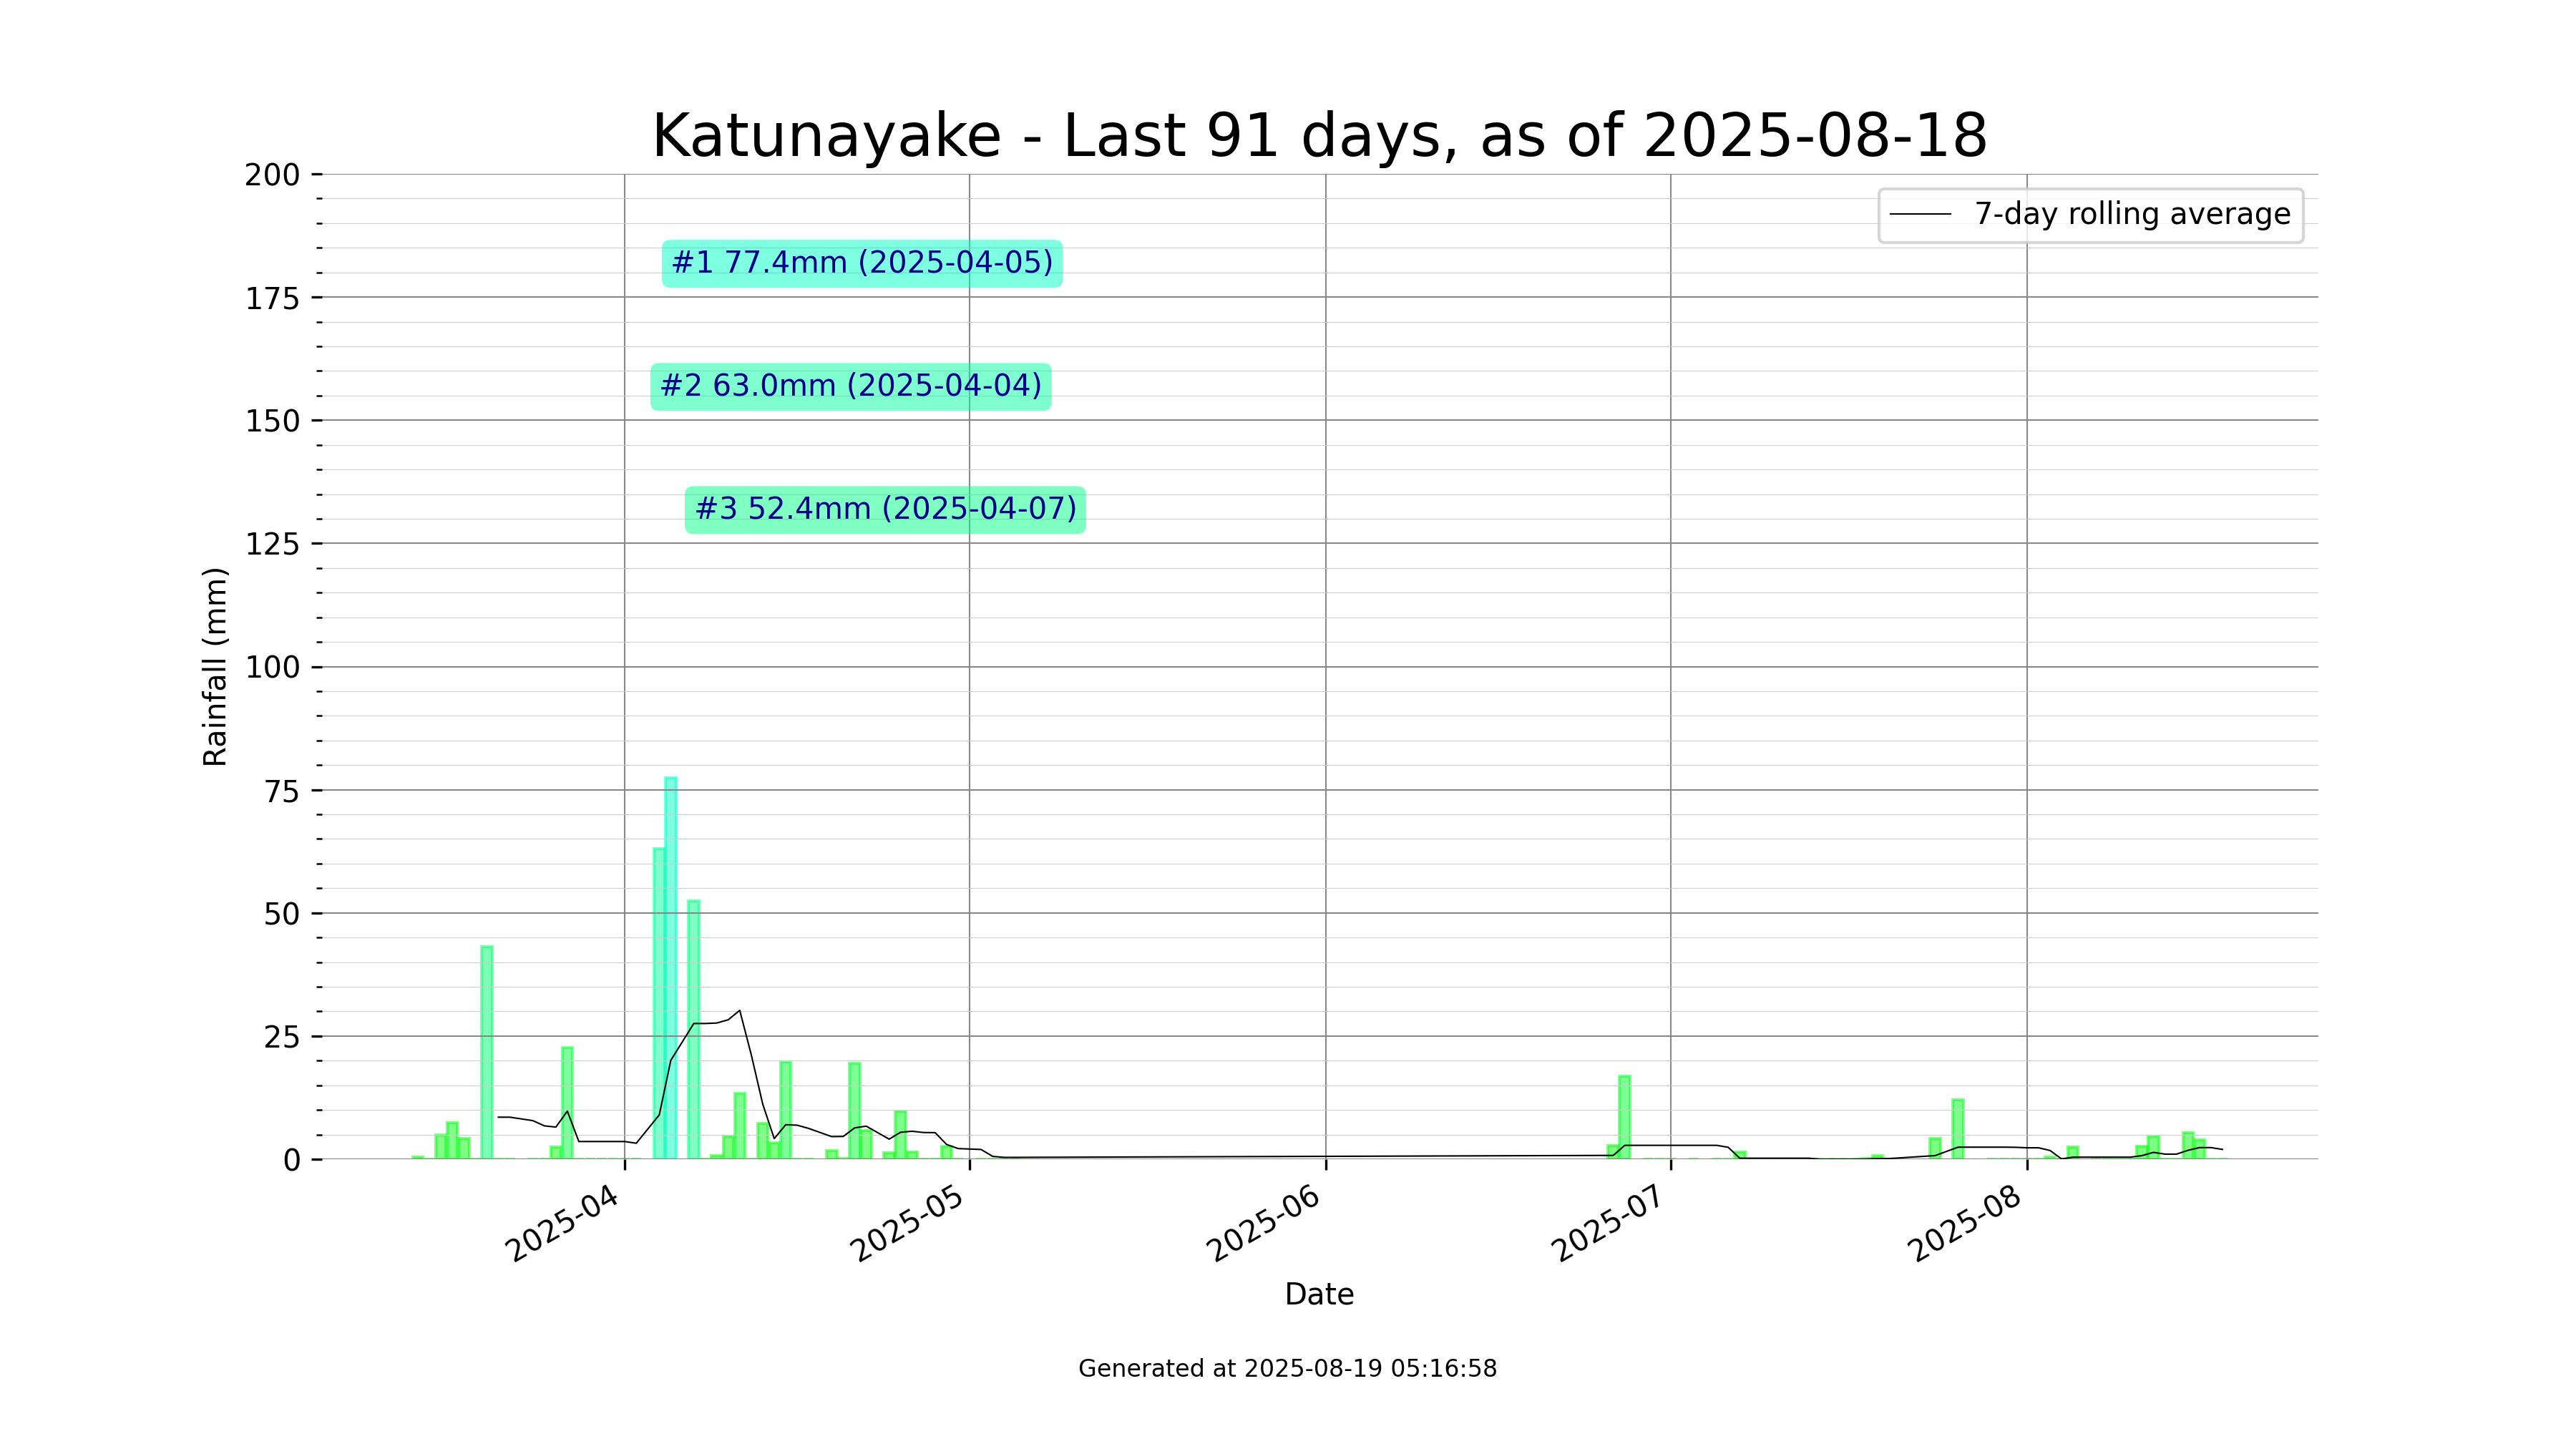 Katunayake - Last 91 days, as of 2025-08-18
200
175
150
125
100
75
50
25
0
Rainfall (mm)
7-day rolling average
#1 77.4mm (2025-04-05)
#2 63.0mm (2025-04-04)
#3 52.4mm (2025-04-07)
2025-04
2025-05
2025-06
2025-07
2025-08
Date
Generated at 2025-08-19 05:16:58